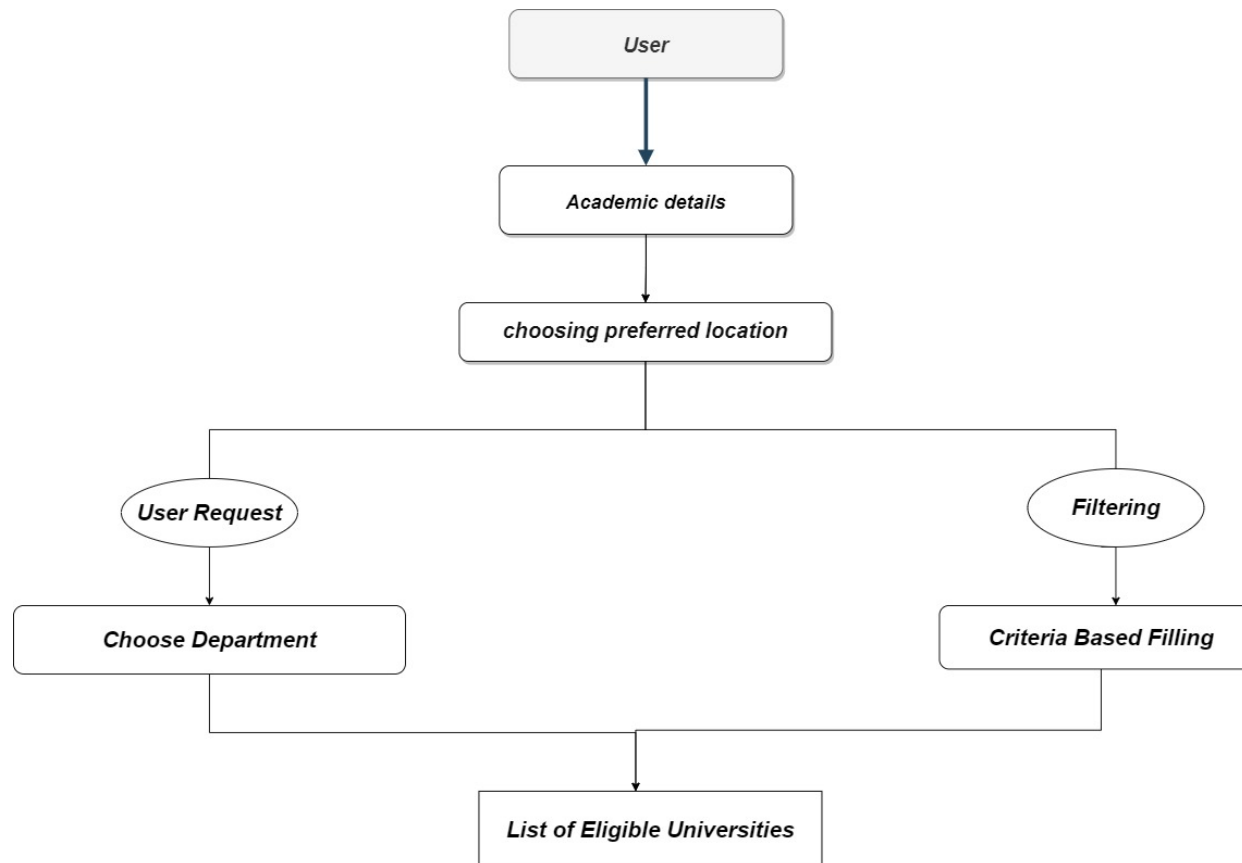 User
Academic details
choosing preferred location
User Request
Filtering
Choose Department
Criteria Based Filling
List of Eligible Universities